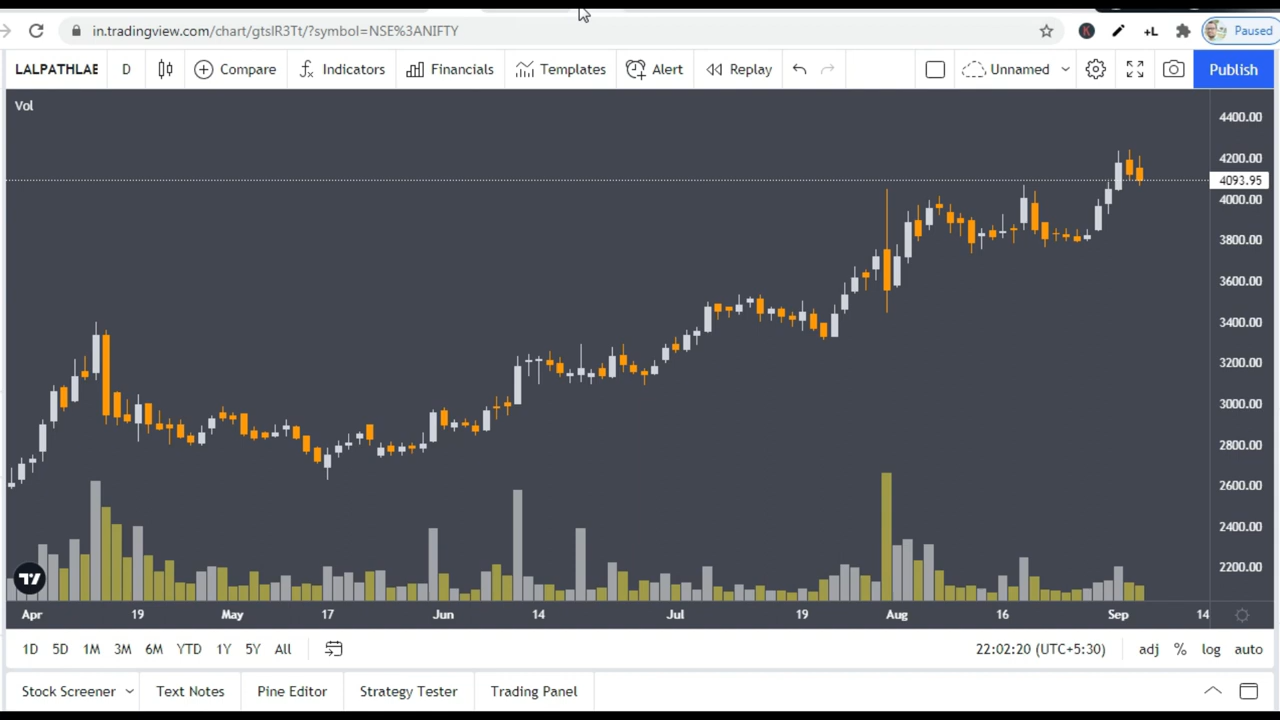 in.tradingview.com/chart/gtsIR3Tt/?symbol=NSE%3ANIFTY K +L Paused
LALPATHLAE D Compare Indicators Financials Templates Alert Replay Unnamed Publish
Vol
4400.00
4200.00
4093.95
4000.00
3800.00
3600.00
3400.00
3200.00
3000.00
2800.00
2600.00
2400.00
2200.00
Apr 19 May 17 Jun 14 Jul 19 Aug 16 Sep 14
1D 5D 1M 3M 6M YTD 1Y 5Y All 22:02:20 (UTC+5:30) adj % log auto
Stock Screener Text Notes Pine Editor Strategy Tester Trading Panel